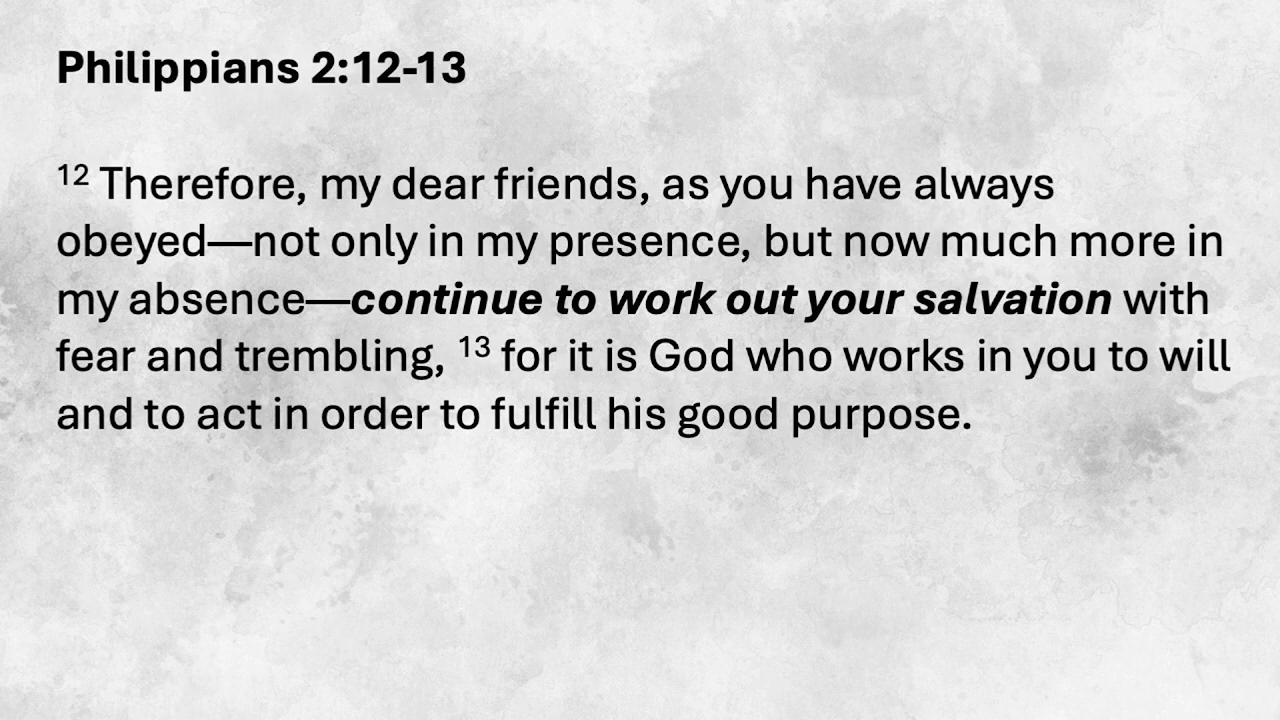 Philippians 2:12-13
12 Therefore, my dear friends, as you have always
obeyed—not only in my presence, but now much more in
my absence—continue to work out your salvation with
fear and trembling, 13 for it is God who works in you to will
and to act in order to fulfill his good purpose.